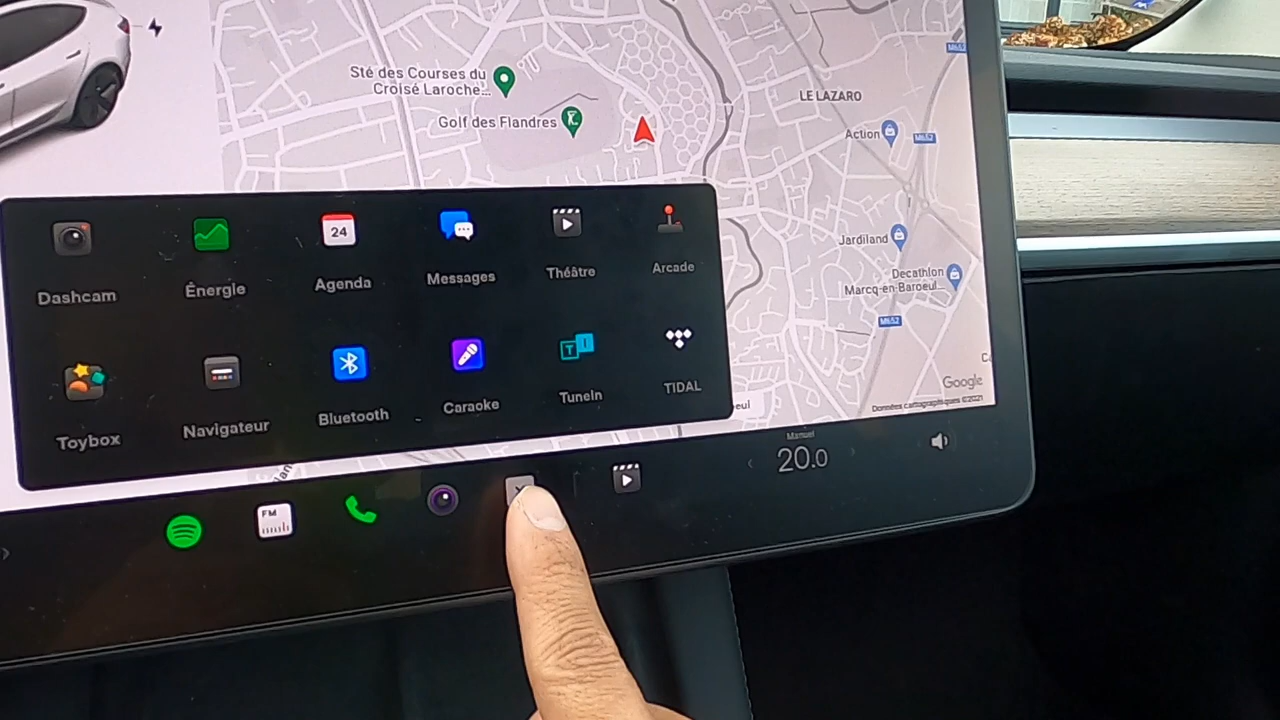 Sté des Courses du
Croisé Laroche...
Golf des Flandres
LE LAZARO
M652
Action
M652
Jardiland
Decathlon
Marcq-en-Baroeul...
M652
Google
Données cartographiques ©2021
24
Dashcam
Énergie
Agenda
Messages
Théâtre
Arcade
T I
Toybox
Navigateur
Bluetooth
Caraoke
TuneIn
TIDAL
FM
Manuel
20.0